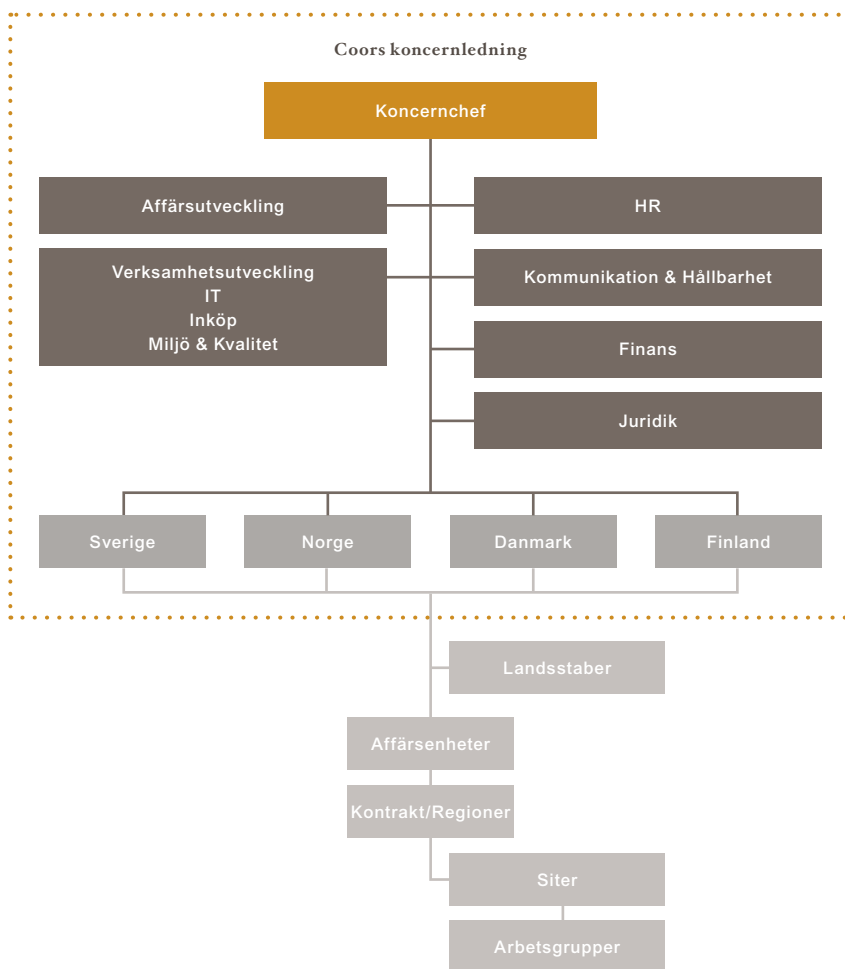 Coors koncernledning
Koncernchef
Affärsutveckling
HR
Verksamhetsutveckling
IT
Inköp
Miljö & Kvalitet
Kommunikation & Hållbarhet
Finans
Juridik
Sverige
Norge
Danmark
Finland
Landsstaber
Affärsenheter
Kontrakt/Regioner
Siter
Arbetsgrupper